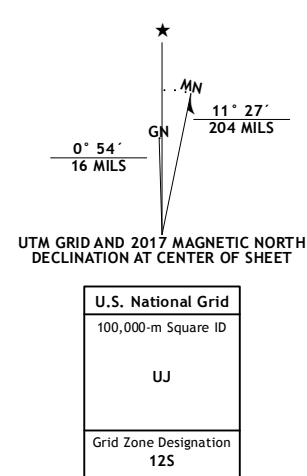 ★
MN
GN
11° 27´
204 MILS
0° 54´
16 MILS
UTM GRID AND 2017 MAGNETIC NORTH
DECLINATION AT CENTER OF SHEET
U.S. National Grid
100,000-m Square ID
UJ
Grid Zone Designation
12S